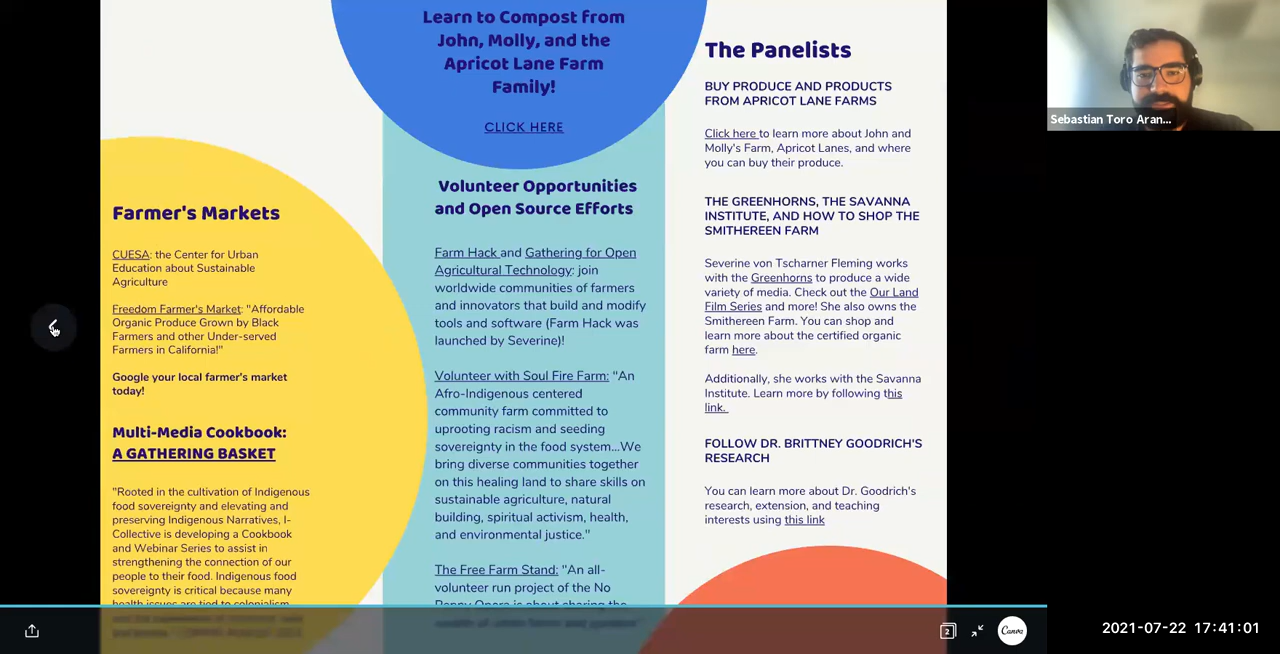 Learn to Compost from
John, Molly, and the
Apricot Lane Farm
Family!
CLICK HERE
Farmer's Markets
CUESA: the Center for Urban
Education about Sustainable
Agriculture
Freedom Farmer's Market: "Affordable
Organic Produce Grown by Black
Farmers and other Under-served
Farmers in California!"
Google your local farmer's market
today!
Multi-Media Cookbook:
A GATHERING BASKET
"Rooted in the cultivation of Indigenous
food sovereignty and elevating and
preserving Indigenous Narratives, I-
Collective is developing a Cookbook
and Webinar Series to assist in
strengthening the connection of our
people to their food. Indigenous food
sovereignty is critical because many
health issues are tied to colonialism
Volunteer Opportunities
and Open Source Efforts
Farm Hack and Gathering for Open
Agricultural Technology: join
worldwide communities of farmers
and innovators that build and modify
tools and software (Farm Hack was
launched by Severine)!
Volunteer with Soul Fire Farm: "An
Afro-Indigenous centered
community farm committed to
uprooting racism and seeding
sovereignty in the food system...We
bring diverse communities together
on this healing land to share skills on
sustainable agriculture, natural
building, spiritual activism, health,
and environmental justice."
The Free Farm Stand: "An all-
volunteer run project of the No
Penny Opera is about sharing the
The Panelists
BUY PRODUCE AND PRODUCTS
FROM APRICOT LANE FARMS
Click here to learn more about John and
Molly's Farm, Apricot Lanes, and where
you can buy their produce.
THE GREENHORNS, THE SAVANNA
INSTITUTE, AND HOW TO SHOP THE
SMITHEREEN FARM
Severine von Tscharner Fleming works
with the Greenhorns to produce a wide
variety of media. Check out the Our Land
Film Series and more! She also owns the
Smithereen Farm. You can shop and
learn more about the certified organic
farm here.
Additionally, she works with the Savanna
Institute. Learn more by following this
link.
FOLLOW DR. BRITTNEY GOODRICH'S
RESEARCH
You can learn more about Dr. Goodrich's
research, extension, and teaching
interests using this link
2
Canva
Sebastian Toro Aran...
2021-07-22 17:41:01